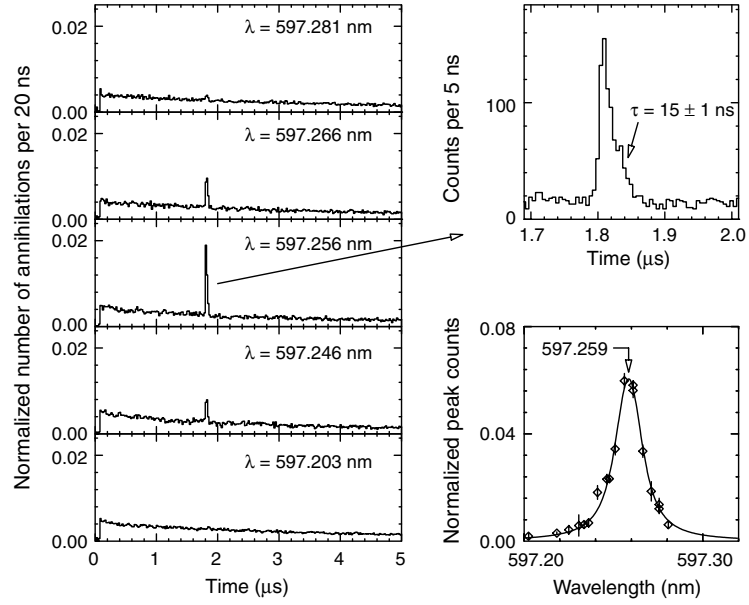 Normalized number of annihilations per 20 ns
0.02
0.00
λ = 597.281 nm
0.02
0.00
λ = 597.266 nm
0.02
0.00
λ = 597.256 nm
0.02
0.00
λ = 597.246 nm
0.02
0.00
λ = 597.203 nm
0 1 2 3 4 5
Time (μs)
Counts per 5 ns
100
0
τ = 15 ± 1 ns
1.7 1.8 1.9 2.0
Time (μs)
Normalized peak counts
0.08
0.04
0.00
597.259
597.20 597.30
Wavelength (nm)